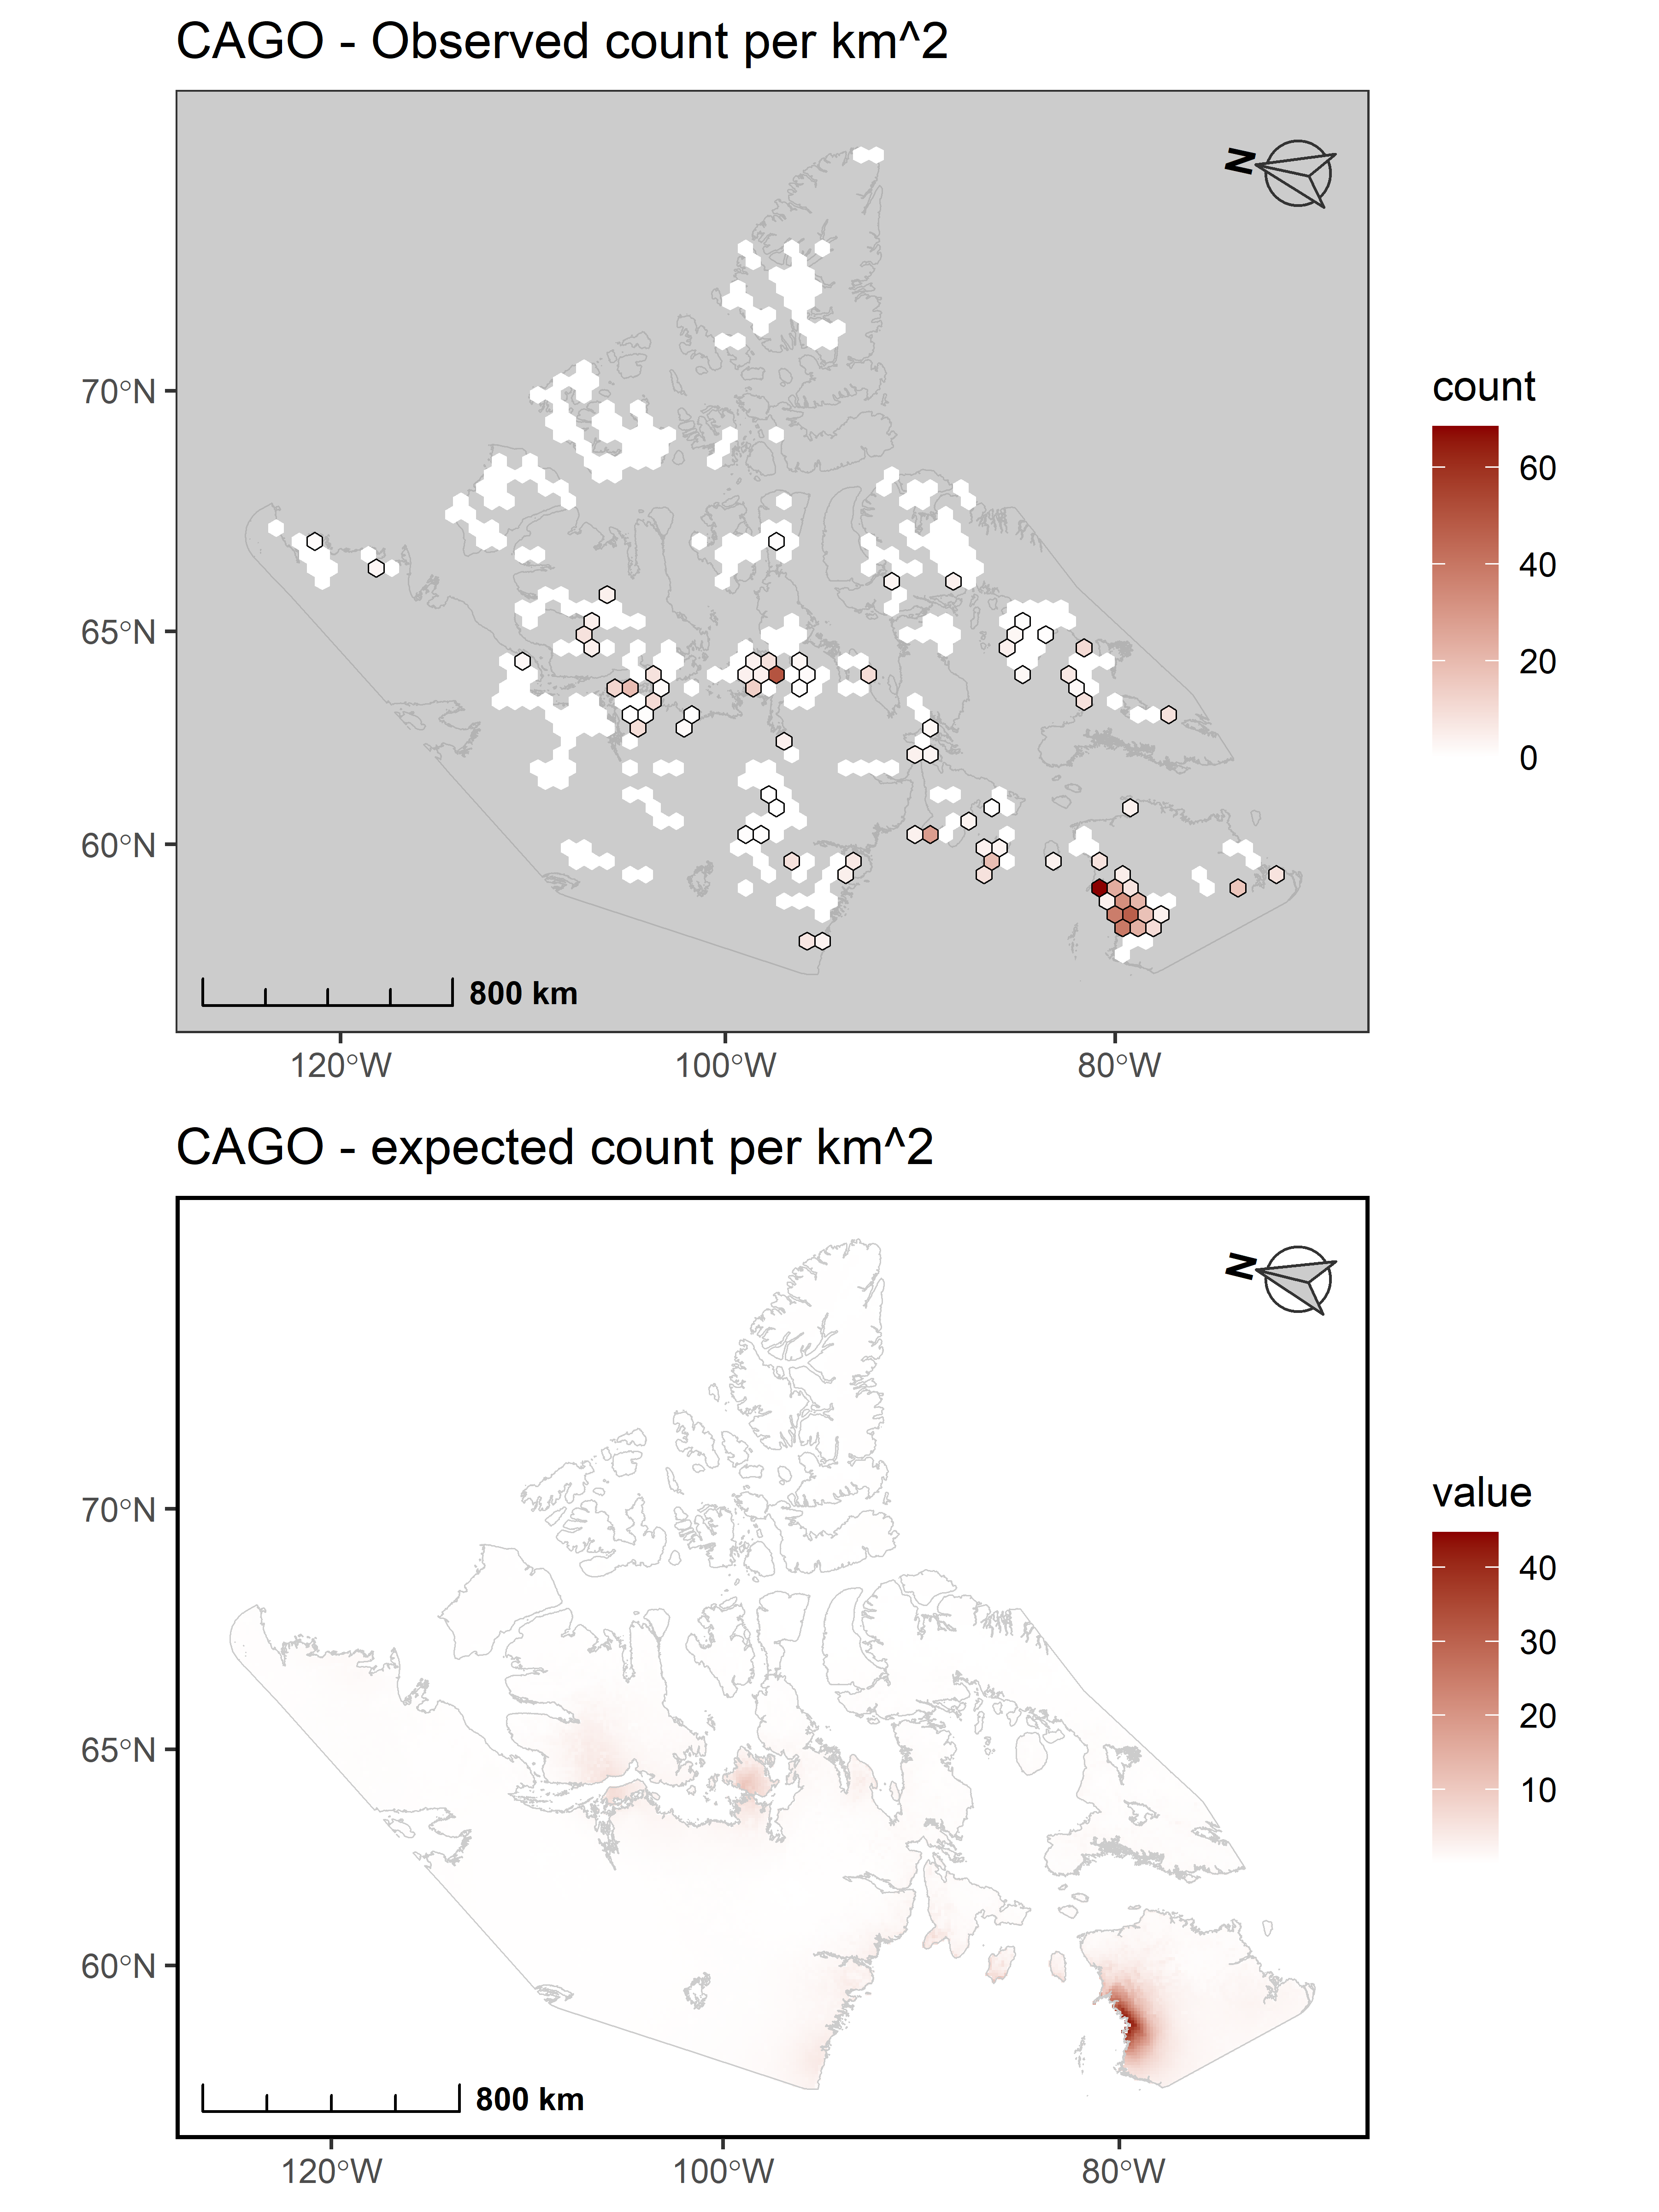 CAGO - Observed count per km^2
N
70°N
65°N
60°N
800 km
120°W 100°W 80°W
count
60
40
20
0
CAGO - expected count per km^2
N
70°N
65°N
60°N
800 km
120°W 100°W 80°W
value
40
30
20
10